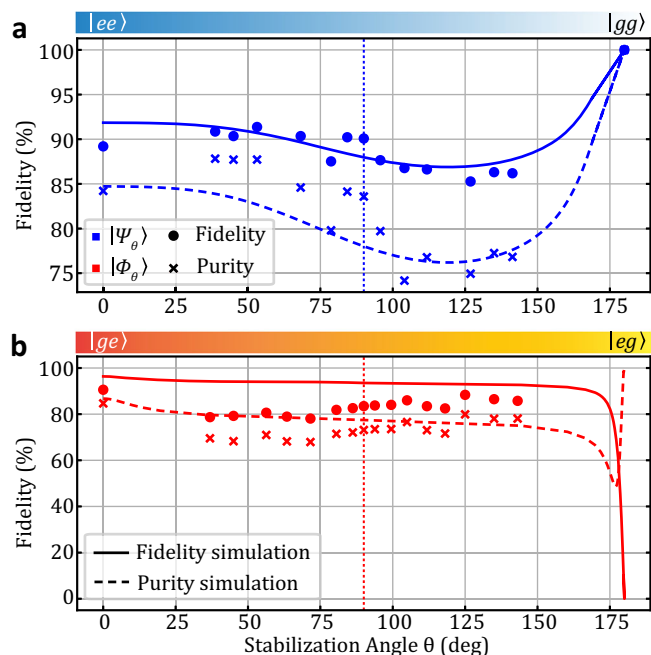 |ee⟩ |gg⟩
a
100
95
90
85
80
75
Fidelity (%)
|Ψ_θ⟩ Fidelity
|Φ_θ⟩ Purity
0 25 50 75 100 125 150 175
|ge⟩ |eg⟩
b
100
80
60
40
20
0
Fidelity (%)
Fidelity simulation
Purity simulation
0 25 50 75 100 125 150 175
Stabilization Angle θ (deg)